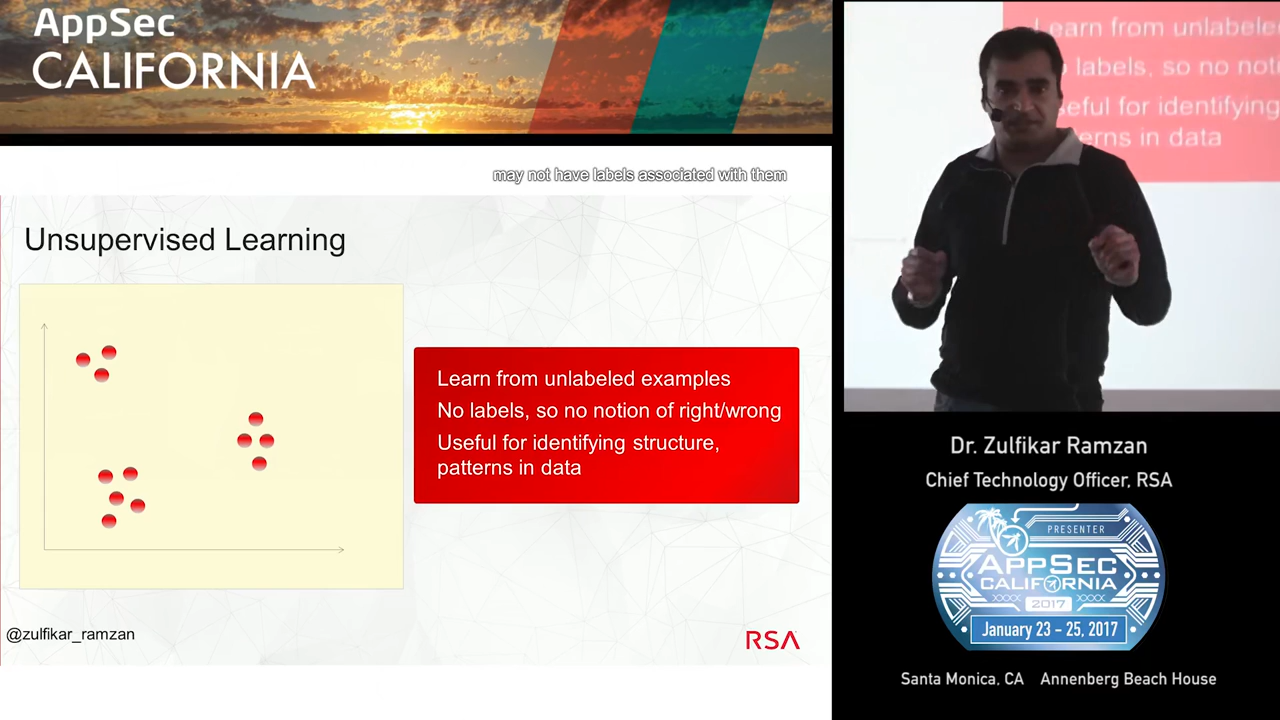 AppSec
CALIFORNIA
may not have labels associated with them
Unsupervised Learning
Learn from unlabeled examples
No labels, so no notion of right/wrong
Useful for identifying structure,
patterns in data
@zulfikar_ramzan
RSA
Learn from unlabele
labels, so no noti
seful for identifying
erns in data
Dr. Zulfikar Ramzan
Chief Technology Officer, RSA
PRESENTER
APPSEC
CALIFORNIA
2017
January 23 - 25, 2017
Santa Monica, CA Annenberg Beach House